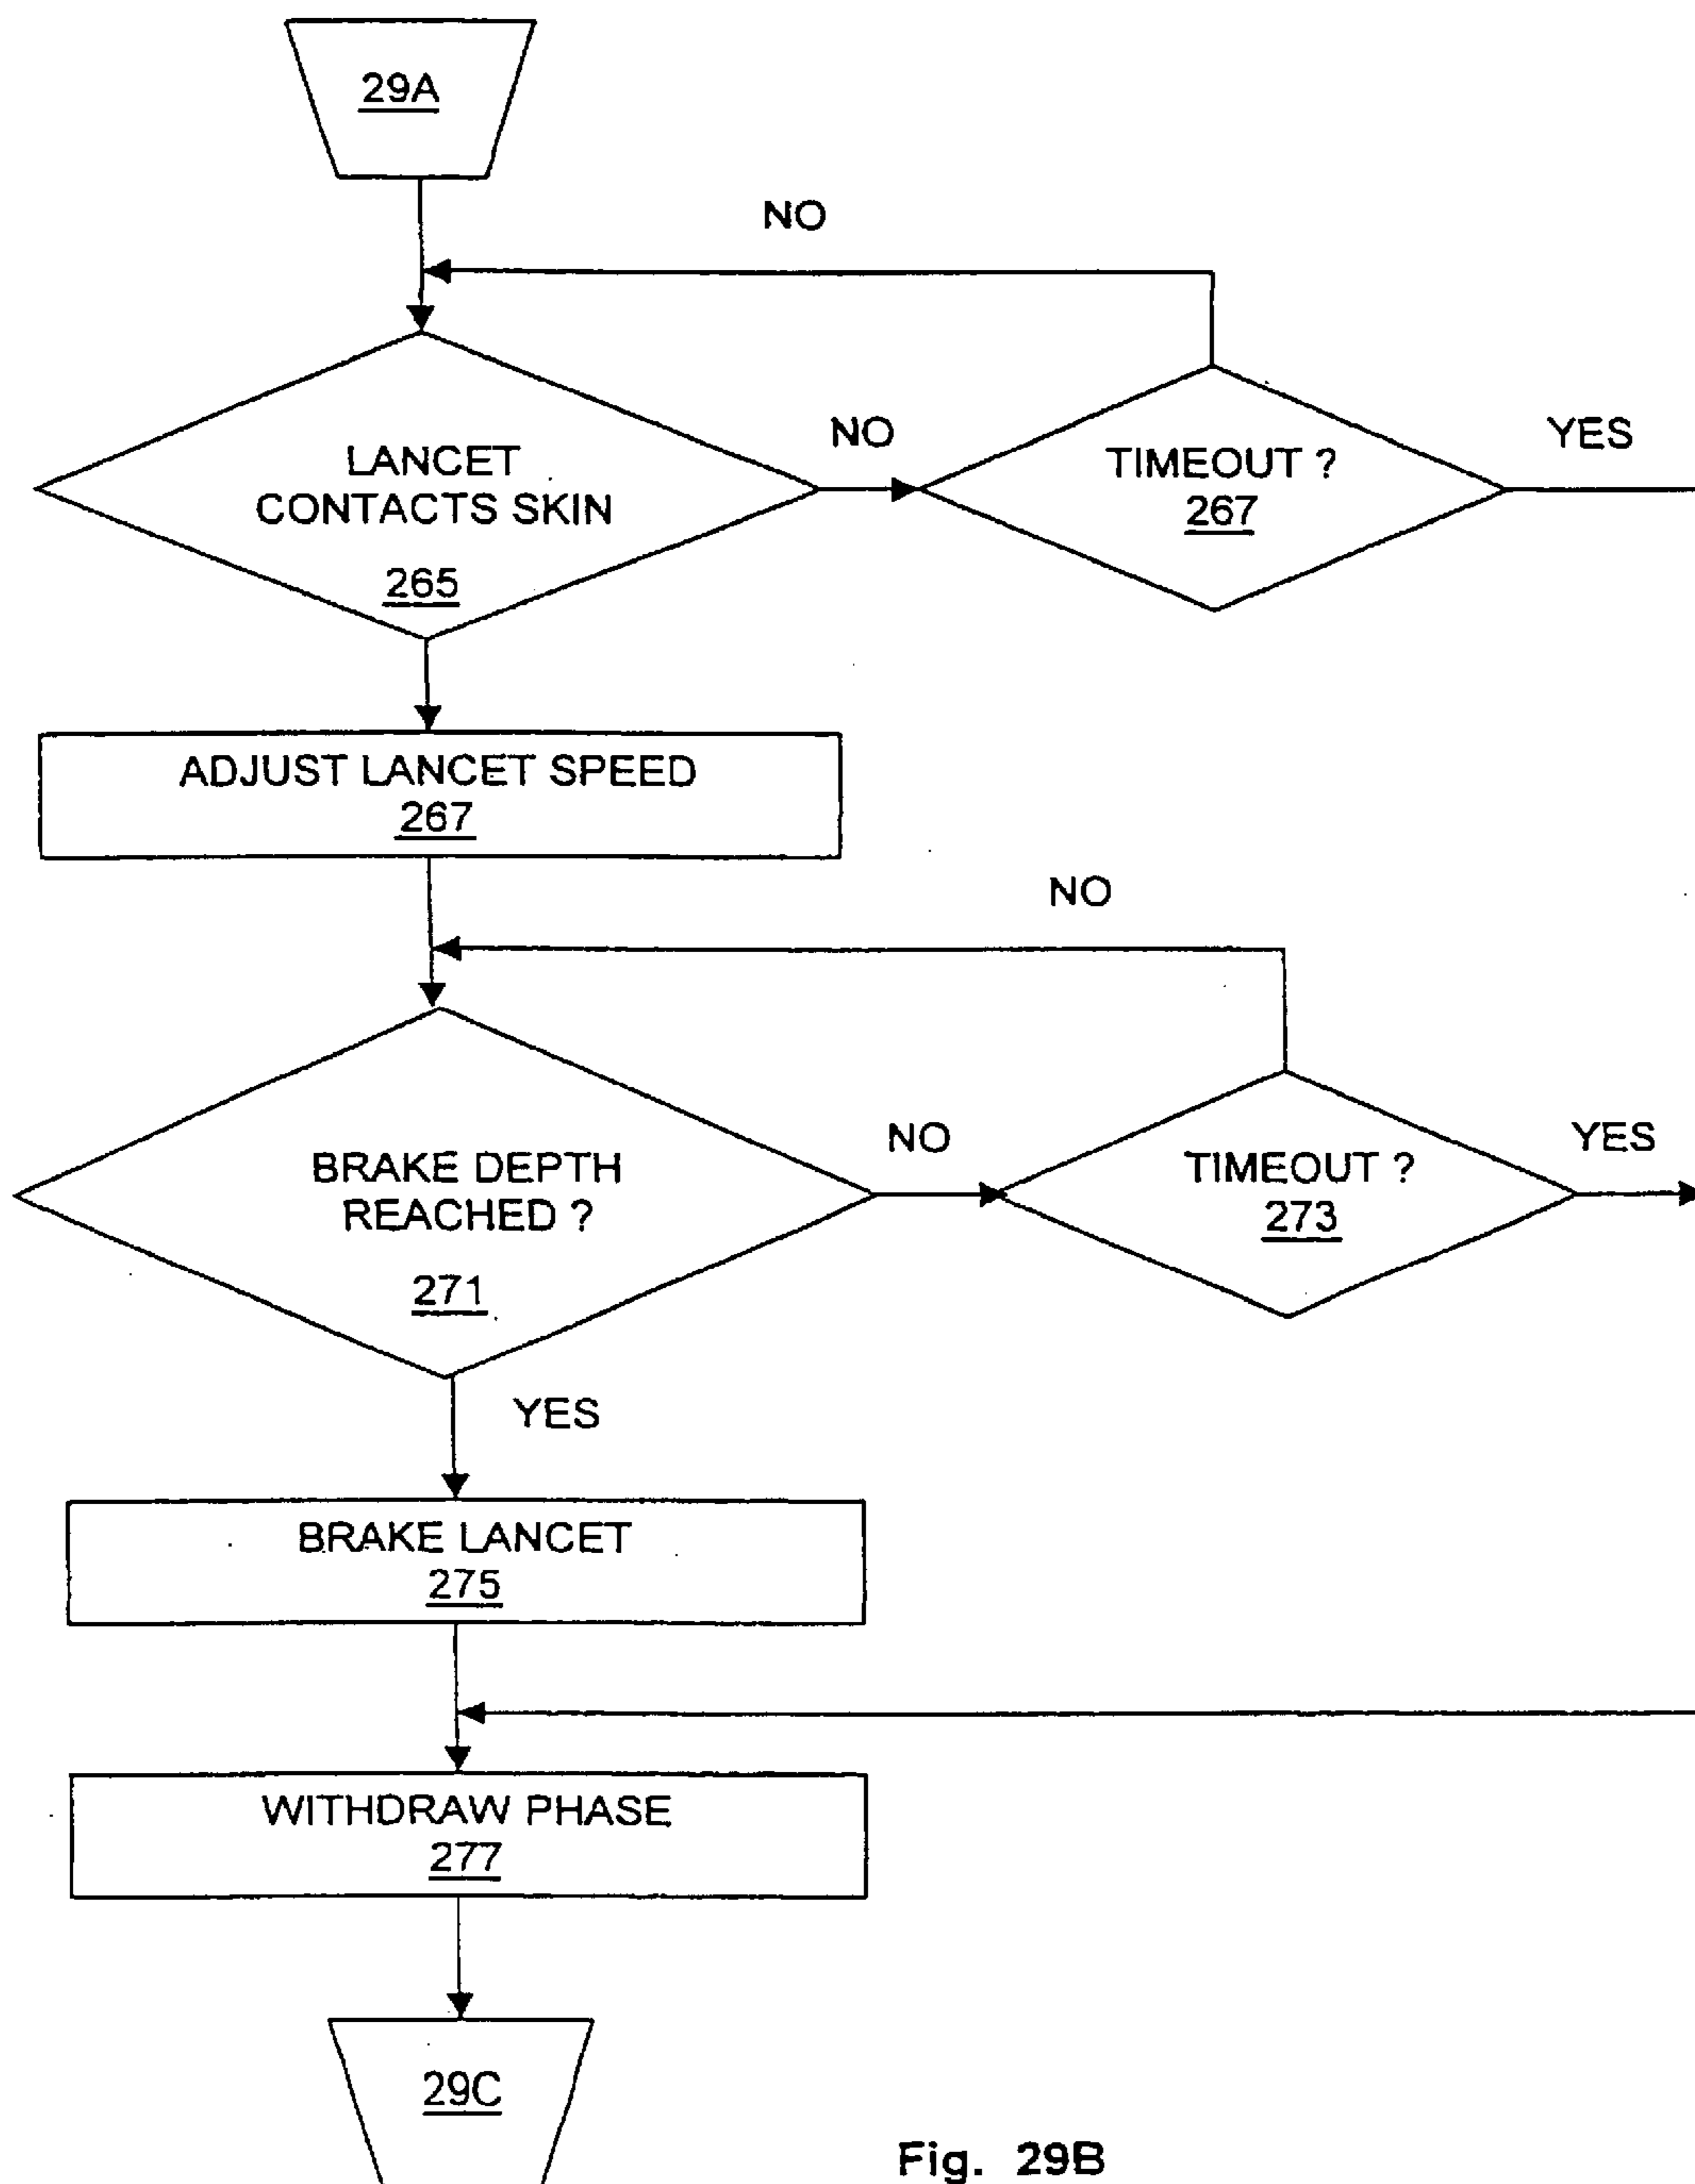 29A
NO
LANCET
CONTACTS SKIN
265
NO
TIMEOUT ?
267
YES
ADJUST LANCET SPEED
267
NO
BRAKE DEPTH
REACHED ?
271
NO
TIMEOUT ?
273
YES
YES
BRAKE LANCET
275
WITHDRAW PHASE
277
29C
Fig. 29B